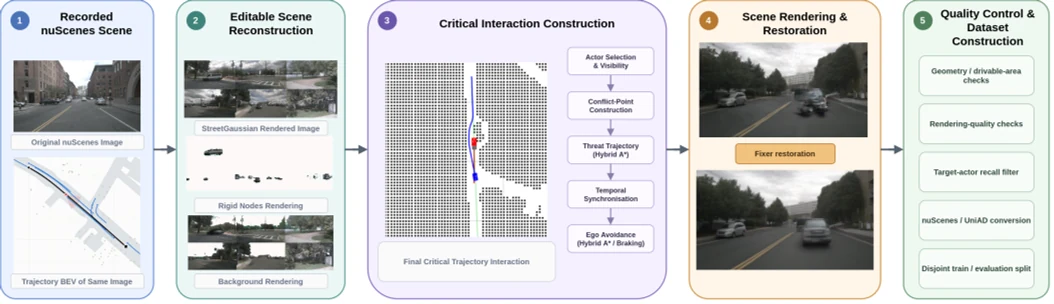 1
Recorded
nuScenes Scene
Original nuScenes Image
Trajectory BEV of Same Image
2
Editable Scene
Reconstruction
StreetGaussian Rendered Image
Rigid Nodes Rendering
Background Rendering
3
Critical Interaction Construction
Final Critical Trajectory Interaction
Actor Selection
& Visibility
Conflict-Point
Construction
Threat Trajectory
(Hybrid A*)
Temporal
Synchronisation
Ego Avoidance
(Hybrid A* / Braking)
4
Scene Rendering &
Restoration
Fixer restoration
5
Quality Control &
Dataset
Construction
Geometry / drivable-area
checks
Rendering-quality checks
Target-actor recall filter
nuScenes / UniAD conversion
Disjoint train / evaluation split